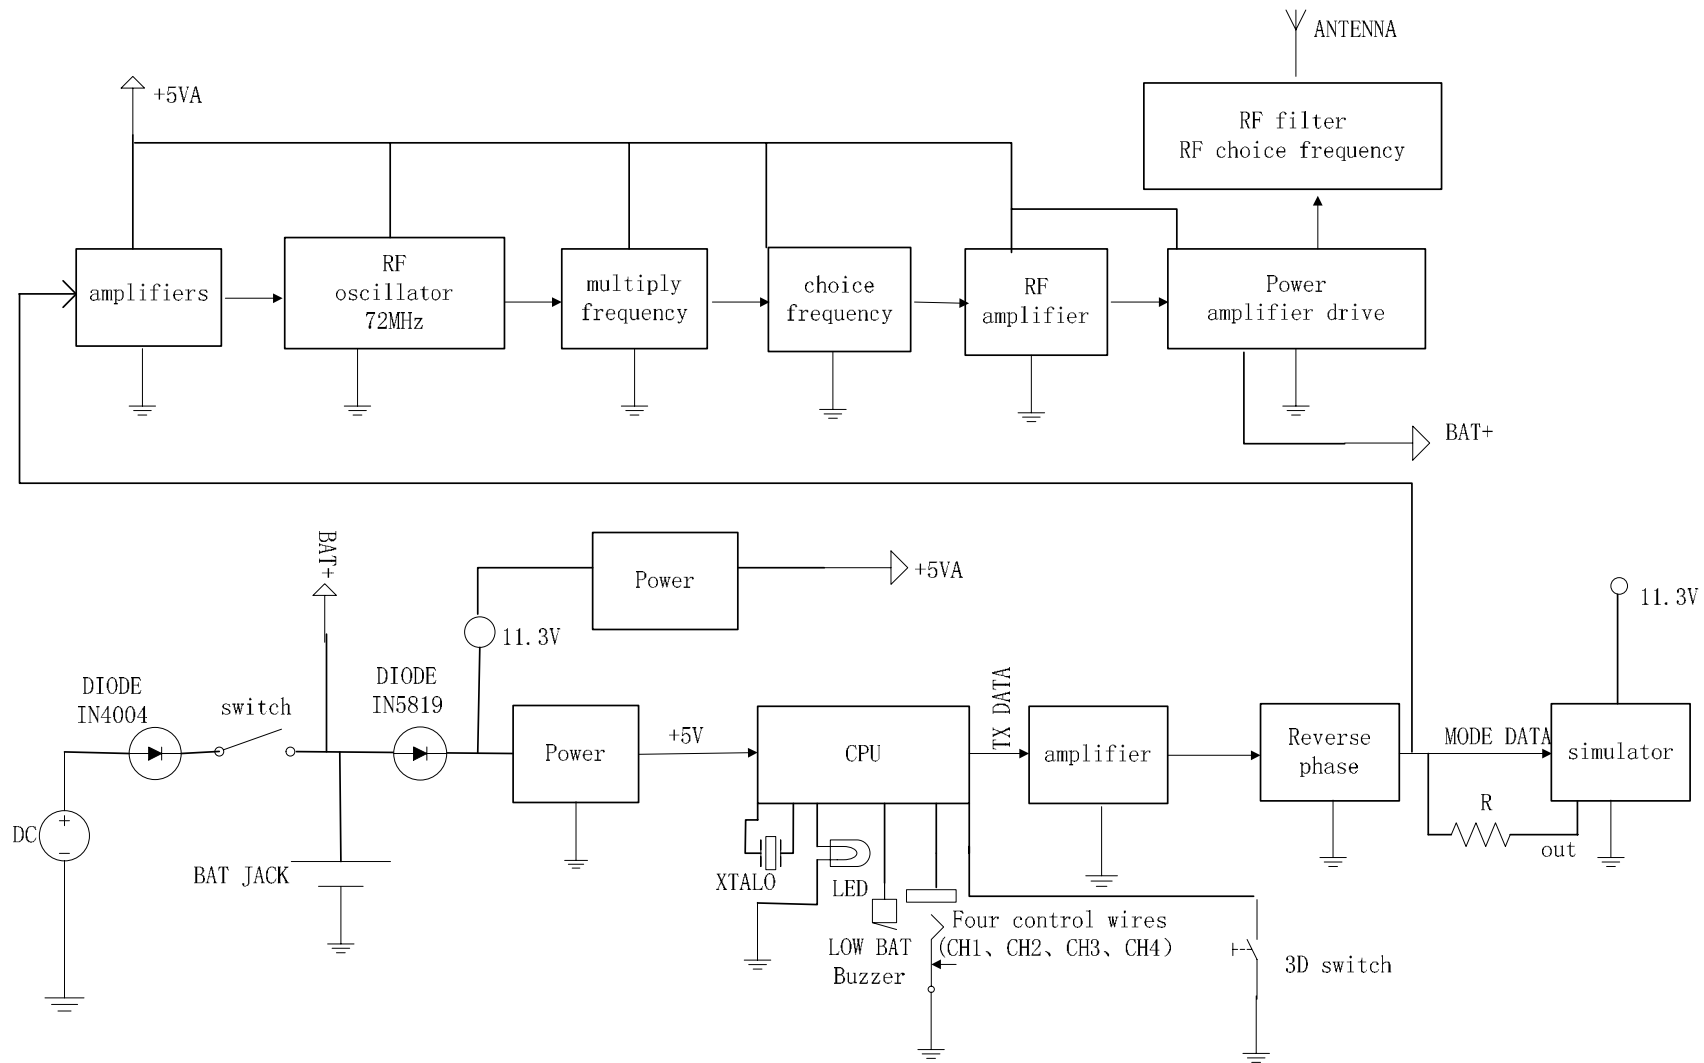 ANTENNA
+5VA
RF filter
RF choice frequency
amplifiers
RF
oscillator
72MHz
multiply
frequency
choice
frequency
RF
amplifier
Power
amplifier drive
BAT+
BAT+
Power
+5VA
11.3V
11.3V
DIODE
IN4004
switch
DIODE
IN5819
Power
+5V
CPU
TX DATA
amplifier
Reverse
phase
MODE DATA
simulator
R
out
DC
BAT JACK
XTALO
LED
LOW BAT
Buzzer
Four control wires
(CH1、CH2、CH3、CH4)
3D switch